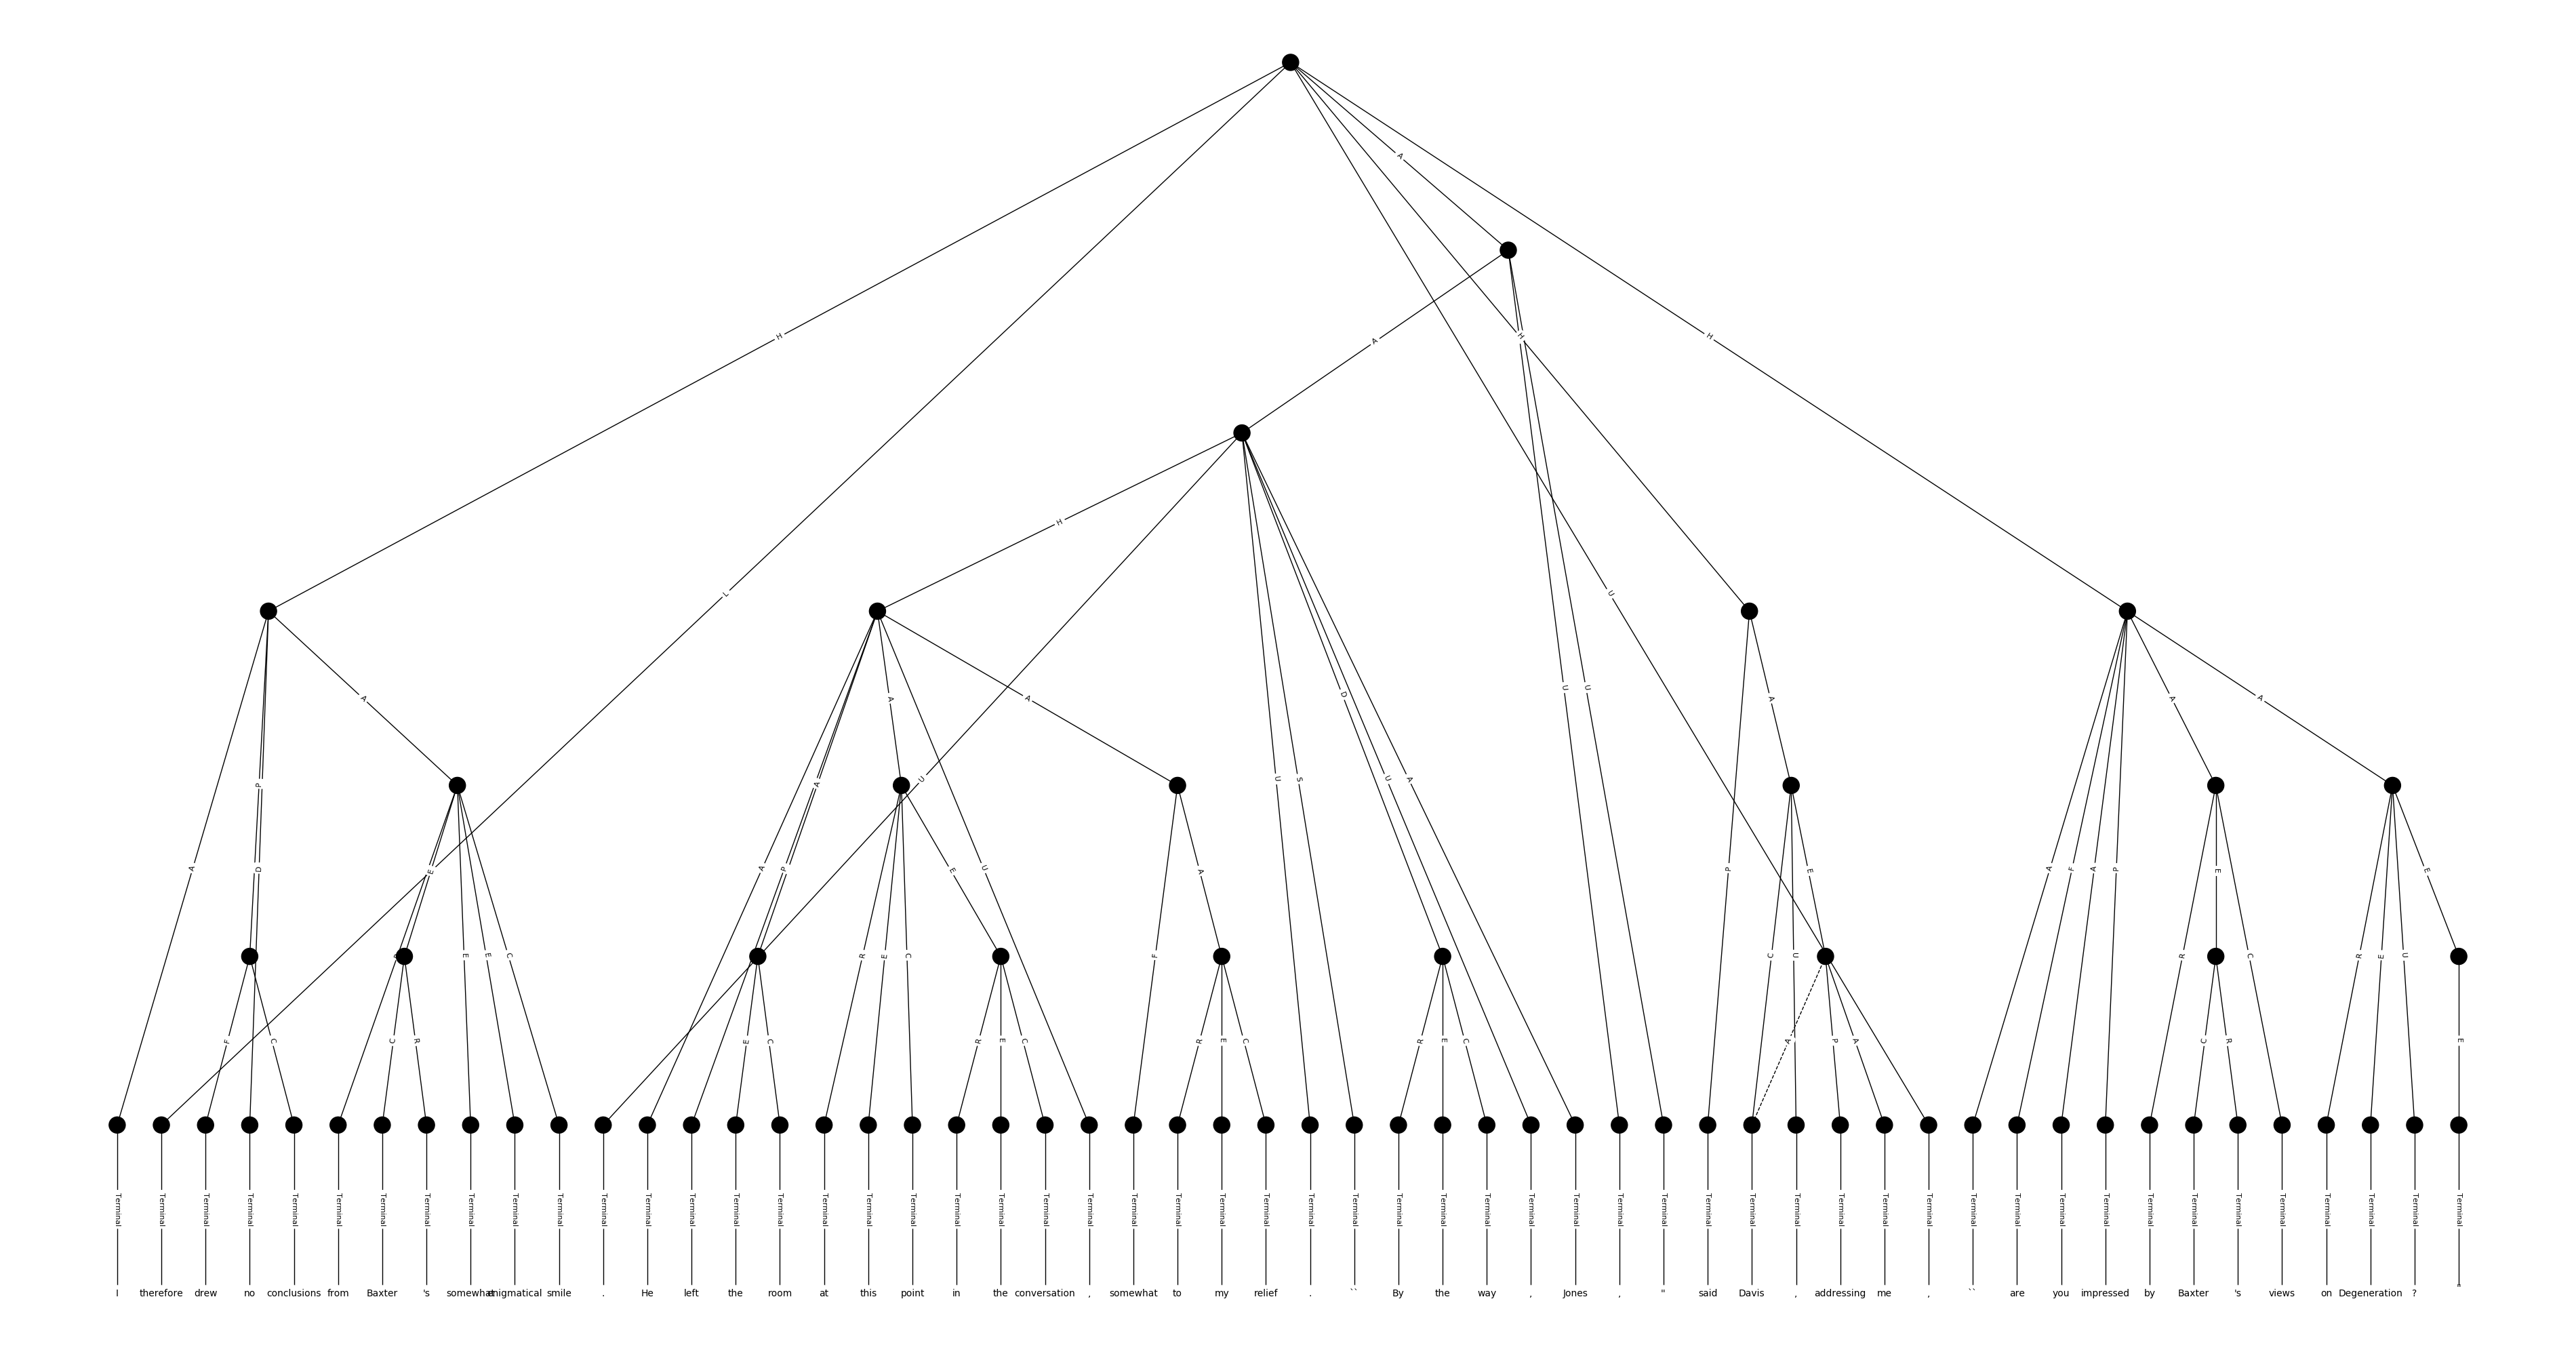 A
H A H H
A
H
L U
A A U U A A A
P A U U S D U A
A D E A P E U P E A F A P E E
E E C R E C F A C U R C R E U
F C C R E C R E C R E C R E C A P A C R E
Terminal Terminal Terminal Terminal Terminal Terminal Terminal Terminal Terminal Terminal Terminal Terminal Terminal Terminal Terminal Terminal Terminal Terminal Terminal Terminal Terminal Terminal Terminal Terminal Terminal Terminal Terminal Terminal Terminal Terminal Terminal Terminal Terminal Terminal Terminal Terminal Terminal Terminal Terminal Terminal Terminal Terminal Terminal Terminal Terminal Terminal Terminal Terminal Terminal Terminal Terminal Terminal Terminal Terminal
I therefore drew no conclusions from Baxter 's somewhat enigmatical smile . He left the room at this point in the conversation , somewhat to my relief . `` By the way , Jones , " said Davis , addressing me , `` are you impressed by Baxter 's views on Degeneration ? "